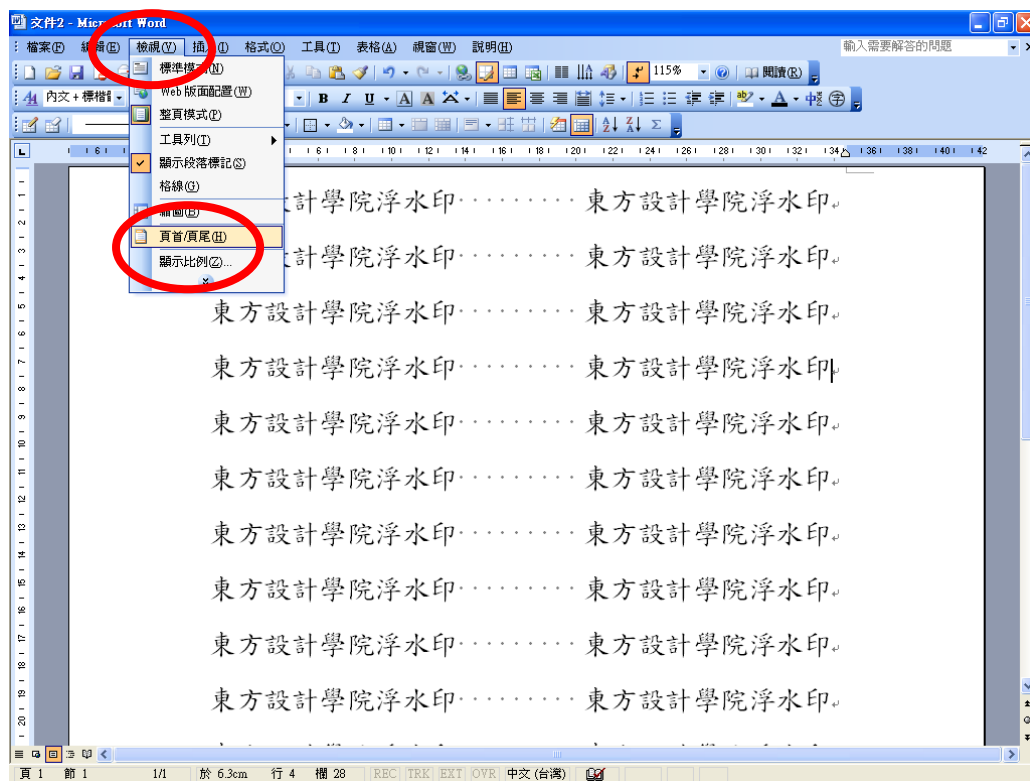 文件2 - Microsoft Word
檔案(F) 編輯(E) 檢視(V) 插入(I) 格式(O) 工具(T) 表格(A) 視窗(W) 說明(H) 輸入需要解答的問題
115% 閱讀(R)
內文 + 標楷 B I U A A A 中
標準模式(N)
Web 版面配置(W)
整頁模式(P)
工具列(T)
顯示段落標記(S)
格線(G)
縮圖(B)
頁首/頁尾(H)
顯示比例(Z)...
計學院浮水印‧‧‧‧‧‧‧‧‧東方設計學院浮水印
計學院浮水印‧‧‧‧‧‧‧‧‧東方設計學院浮水印
東方設計學院浮水印‧‧‧‧‧‧‧‧‧東方設計學院浮水印
東方設計學院浮水印‧‧‧‧‧‧‧‧‧東方設計學院浮水印
東方設計學院浮水印‧‧‧‧‧‧‧‧‧東方設計學院浮水印
東方設計學院浮水印‧‧‧‧‧‧‧‧‧東方設計學院浮水印
東方設計學院浮水印‧‧‧‧‧‧‧‧‧東方設計學院浮水印
東方設計學院浮水印‧‧‧‧‧‧‧‧‧東方設計學院浮水印
東方設計學院浮水印‧‧‧‧‧‧‧‧‧東方設計學院浮水印
東方設計學院浮水印‧‧‧‧‧‧‧‧‧東方設計學院浮水印
頁 1 節 1 1/1 於 6.3cm 行 4 欄 28 REC TRK EXT OVR 中文 (台灣)